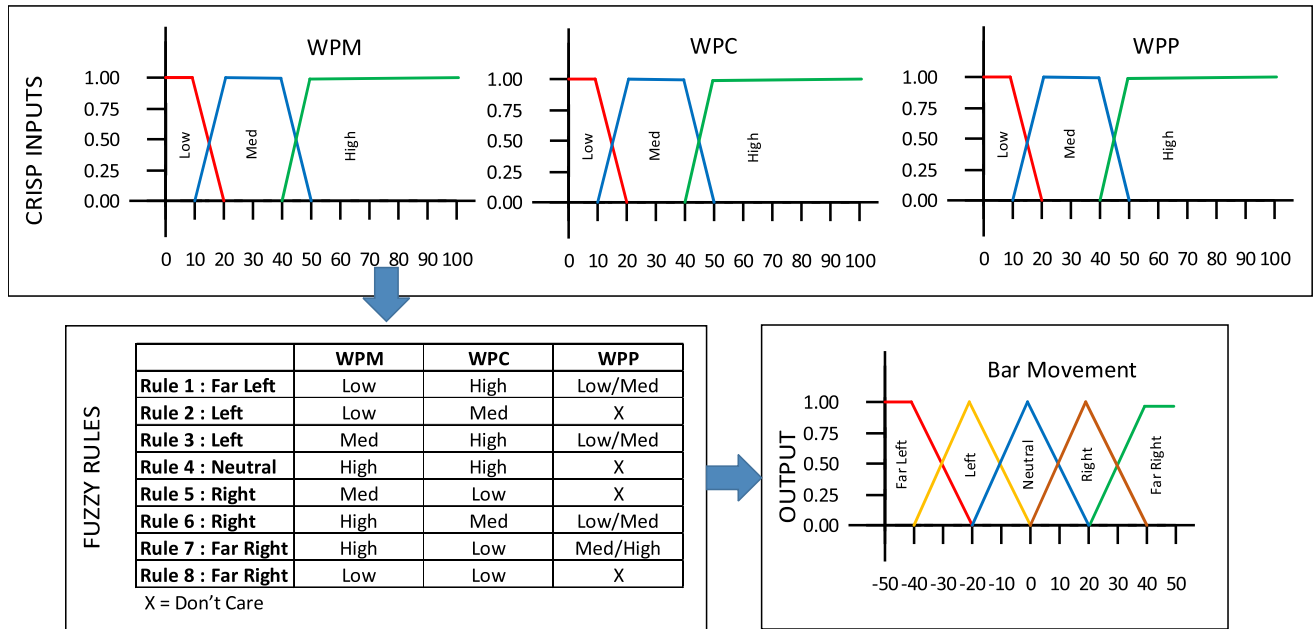 CRISP INPUTS
WPM
1.00
0.75
0.50
0.25
0.00
Low
Med
High
0 10 20 30 40 50 60 70 80 90 100
WPC
1.00
0.75
0.50
0.25
0.00
Low
Med
High
0 10 20 30 40 50 60 70 80 90 100
WPP
1.00
0.75
0.50
0.25
0.00
Low
Med
High
0 10 20 30 40 50 60 70 80 90 100
FUZZY RULES
WPM WPC WPP
Rule 1 : Far Left Low High Low/Med
Rule 2 : Left Low Med X
Rule 3 : Left Med High Low/Med
Rule 4 : Neutral High High X
Rule 5 : Right Med Low X
Rule 6 : Right High Med Low/Med
Rule 7 : Far Right High Low Med/High
Rule 8 : Far Right Low Low X
X = Don't Care
OUTPUT
Bar Movement
1.00
0.75
0.50
0.25
0.00
Far Left
Left
Neutral
Right
Far Right
-50 -40 -30 -20 -10 0 10 20 30 40 50